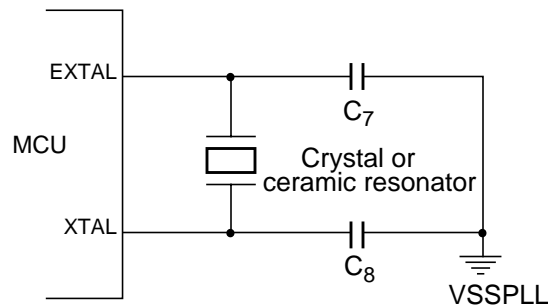 EXTAL
C7
MCU
Crystal or
ceramic resonator
XTAL
C8
VSSPLL